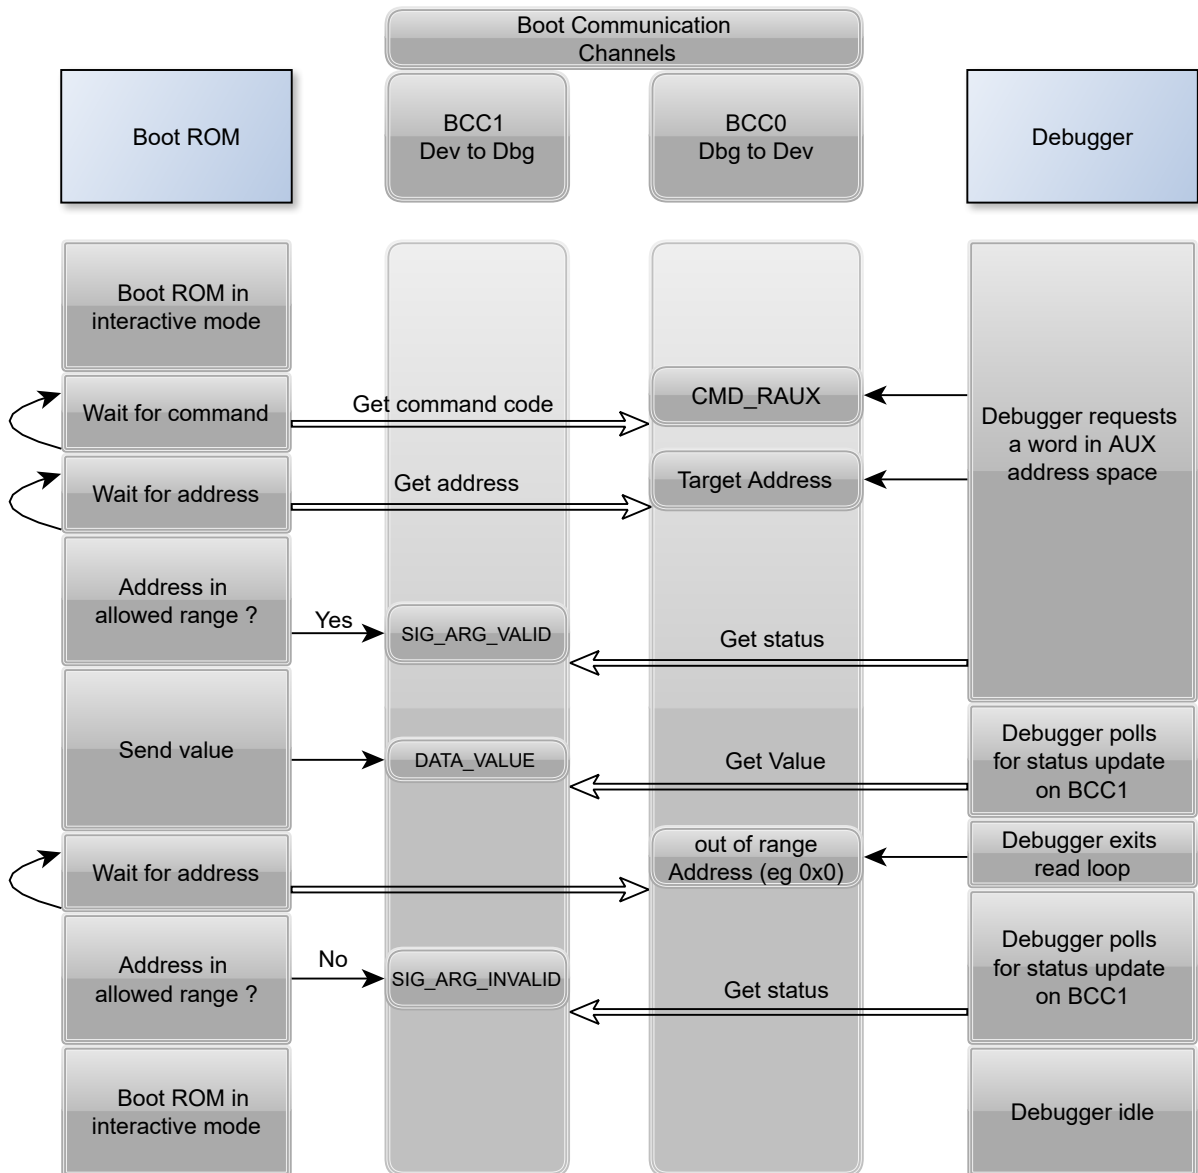 Boot Communication
Channels
Boot ROM
BCC1
Dev to Dbg
BCC0
Dbg to Dev
Debugger
Boot ROM in
interactive mode
Wait for command
Get command code
CMD_RAUX
Debugger requests
a word in AUX
address space
Wait for address
Get address
Target Address
Address in
allowed range ?
Yes
SIG_ARG_VALID
Get status
Send value
DATA_VALUE
Get Value
Debugger polls
for status update
on BCC1
Wait for address
out of range
Address (eg 0x0)
Debugger exits
read loop
Address in
allowed range ?
No
SIG_ARG_INVALID
Get status
Debugger polls
for status update
on BCC1
Boot ROM in
interactive mode
Debugger idle